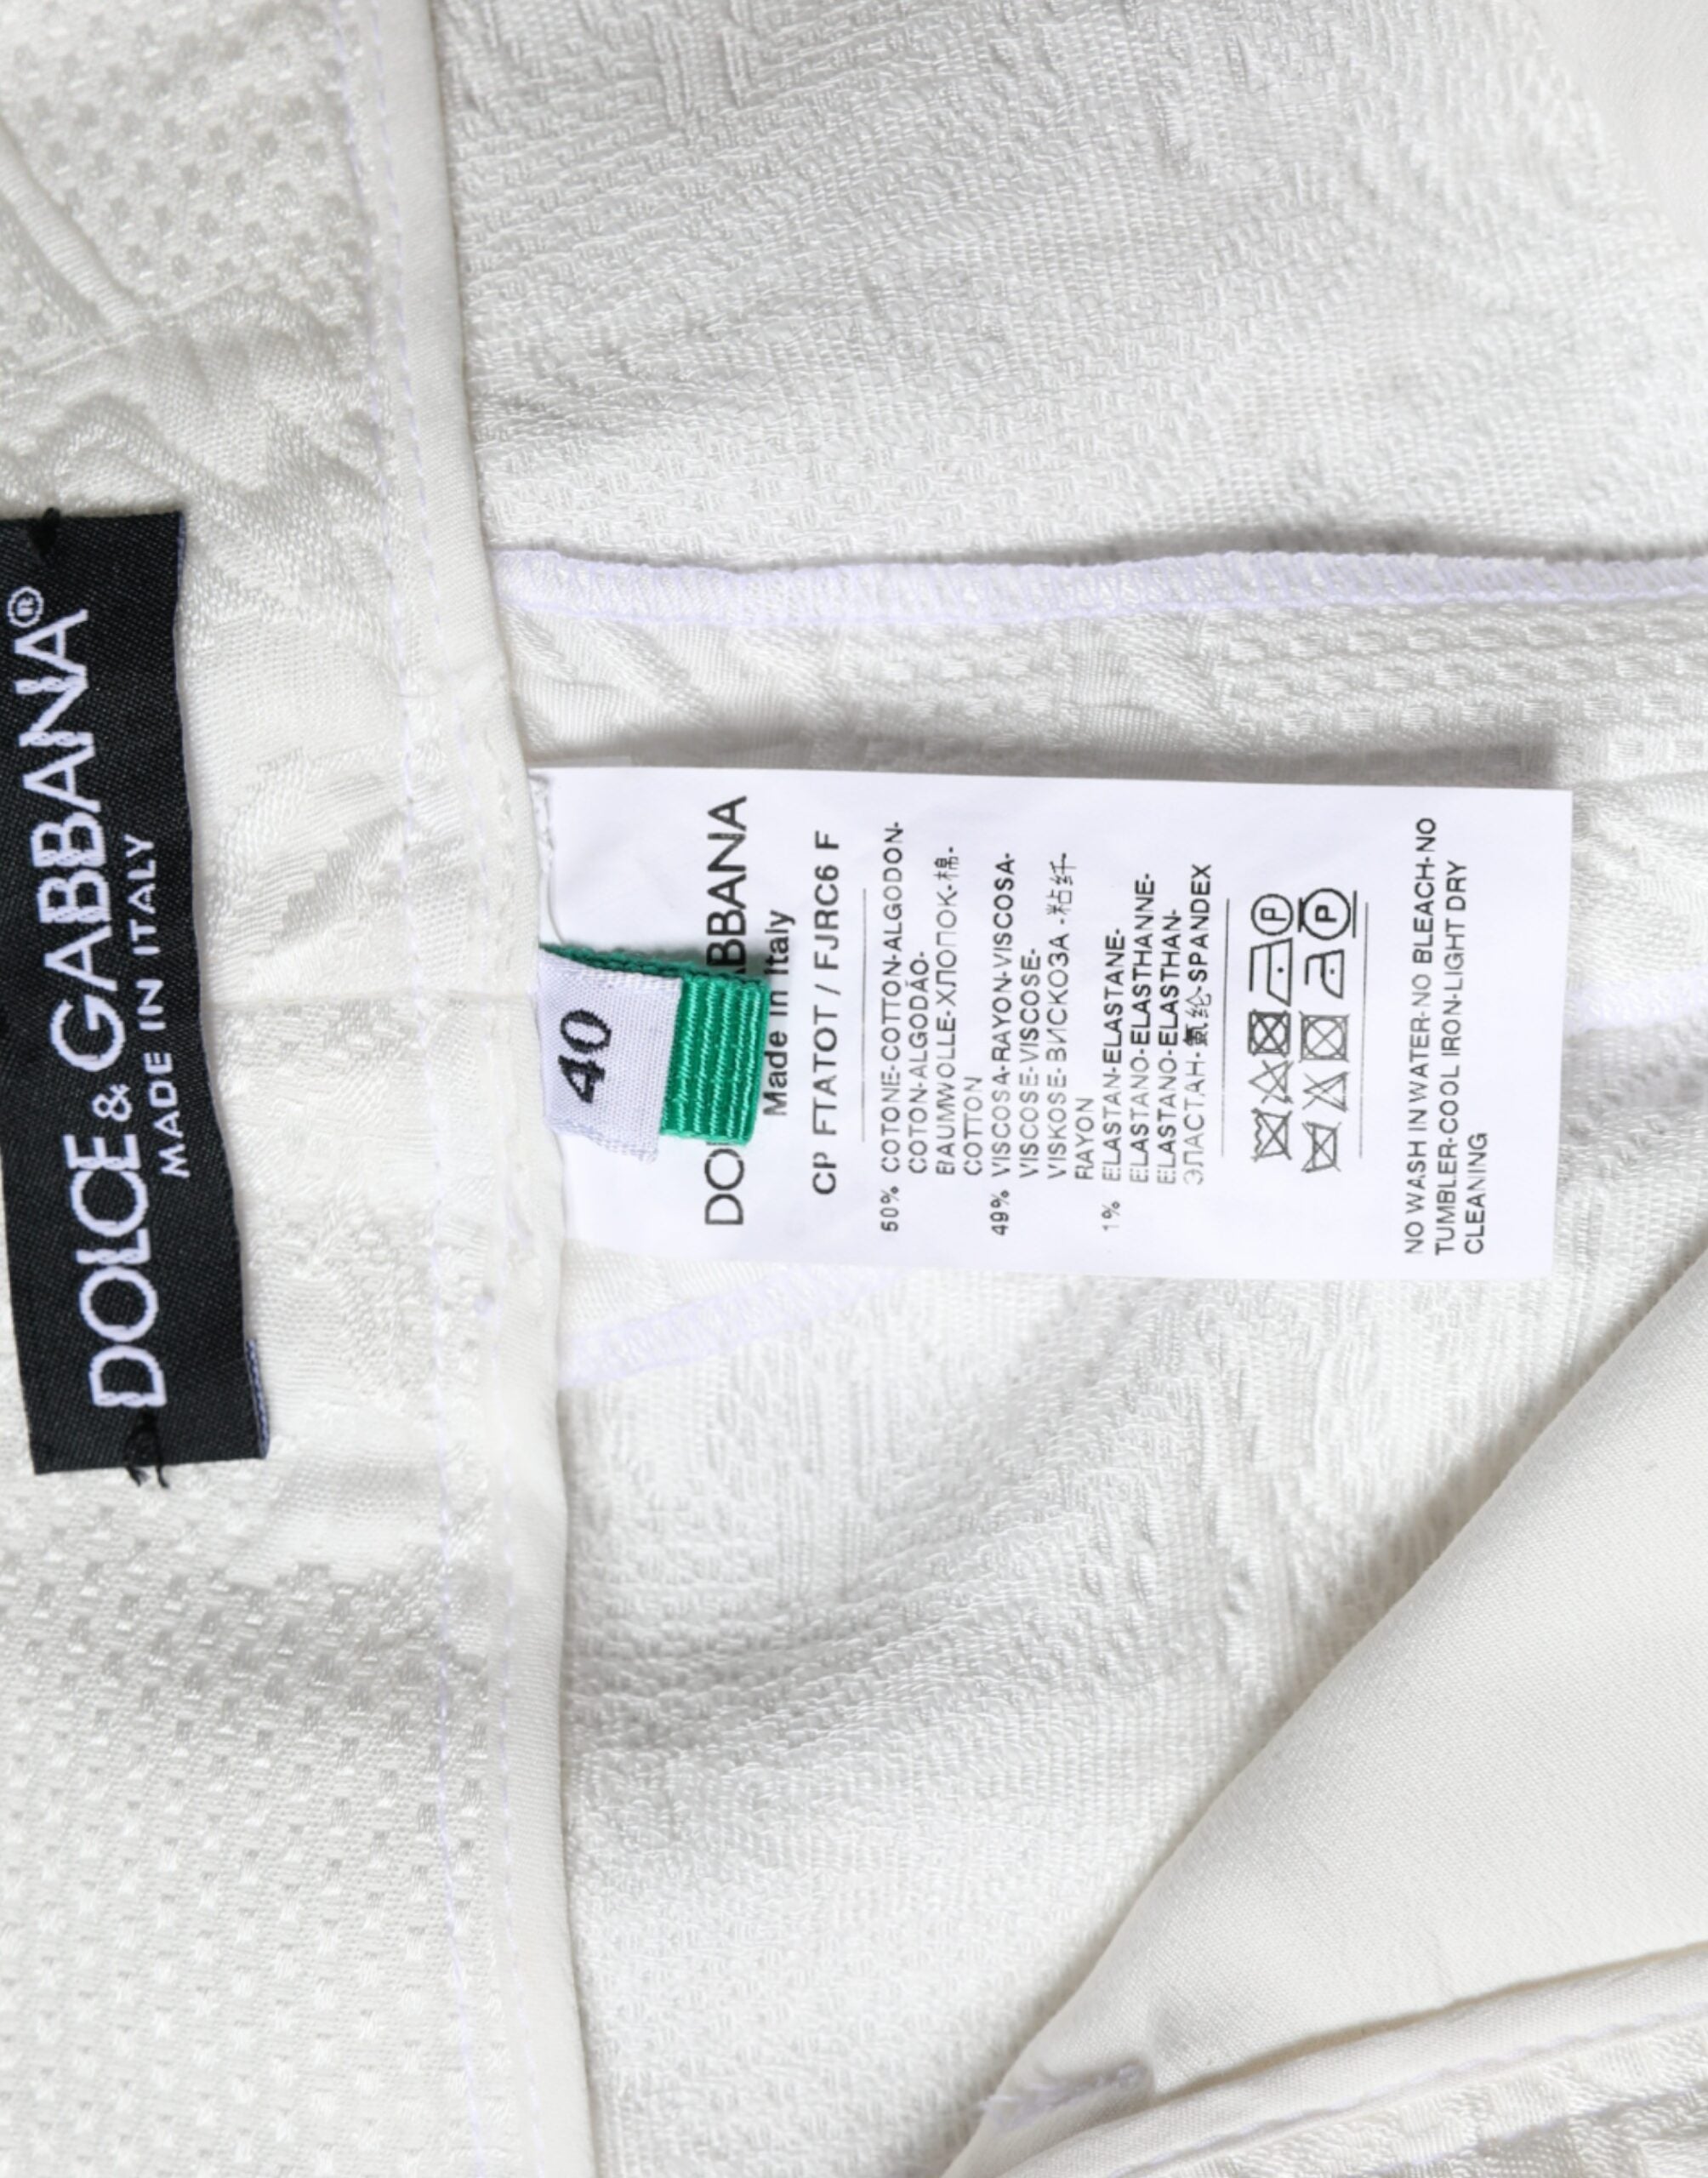 DOLCE & GABBANA®
MADE IN ITALY
40
DO BBANA
Made in Italy
CP FTATOT / FJRC6 F
50% COTONE-COTTON-ALGODON-
COTON-ALGODÃO-
BAUMWOLLE-ХЛОПОК-棉-
COTTON
49% VISCOSA-RAYON-VISCOSA-
VISCOSE-VISCOSE-
VISKOSE-ВИСКОЗА-粘纤-
RAYON
1% ELASTAN-ELASTANE-
ELASTANO-ELASTHANNE-
ELASTANO-ELASTHAN-
ЭЛАСТАН-氨纶-SPANDEX
P
P
NO WASH IN WATER-NO BLEACH-NO
TUMBLER-COOL IRON-LIGHT DRY
CLEANING